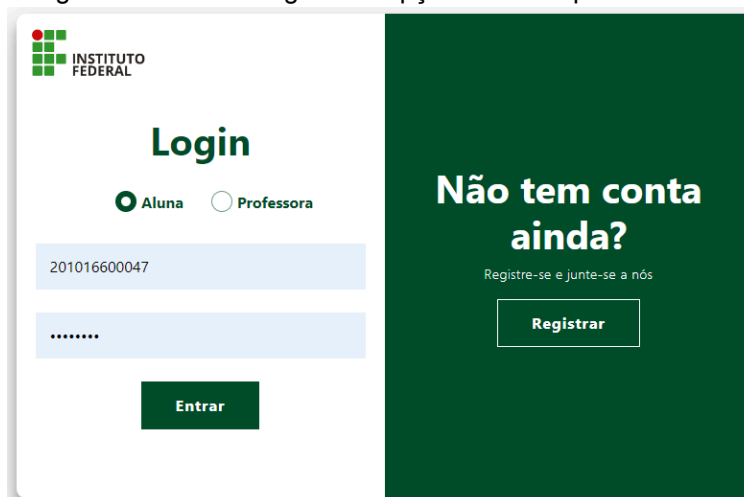 INSTITUTO
FEDERAL
Login
Aluna
Professora
201016600047
••••••••
Entrar
Não tem conta
ainda?
Registre-se e junte-se a nós
Registrar